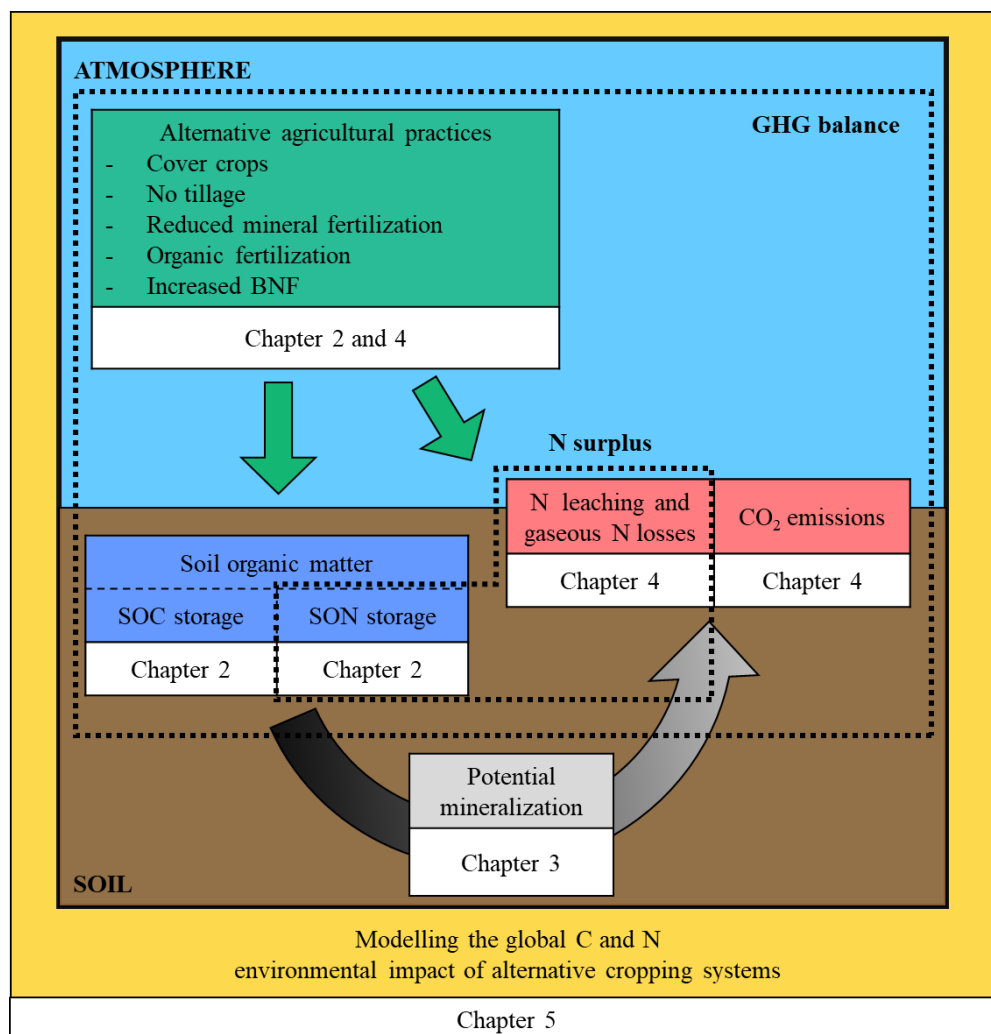 ATMOSPHERE
GHG balance
Alternative agricultural practices
- Cover crops
- No tillage
- Reduced mineral fertilization
- Organic fertilization
- Increased BNF
Chapter 2 and 4
N surplus
N leaching and
gaseous N losses
CO₂ emissions
Chapter 4
Chapter 4
Soil organic matter
SOC storage
SON storage
Chapter 2
Chapter 2
Potential
mineralization
Chapter 3
SOIL
Modelling the global C and N
environmental impact of alternative cropping systems
Chapter 5